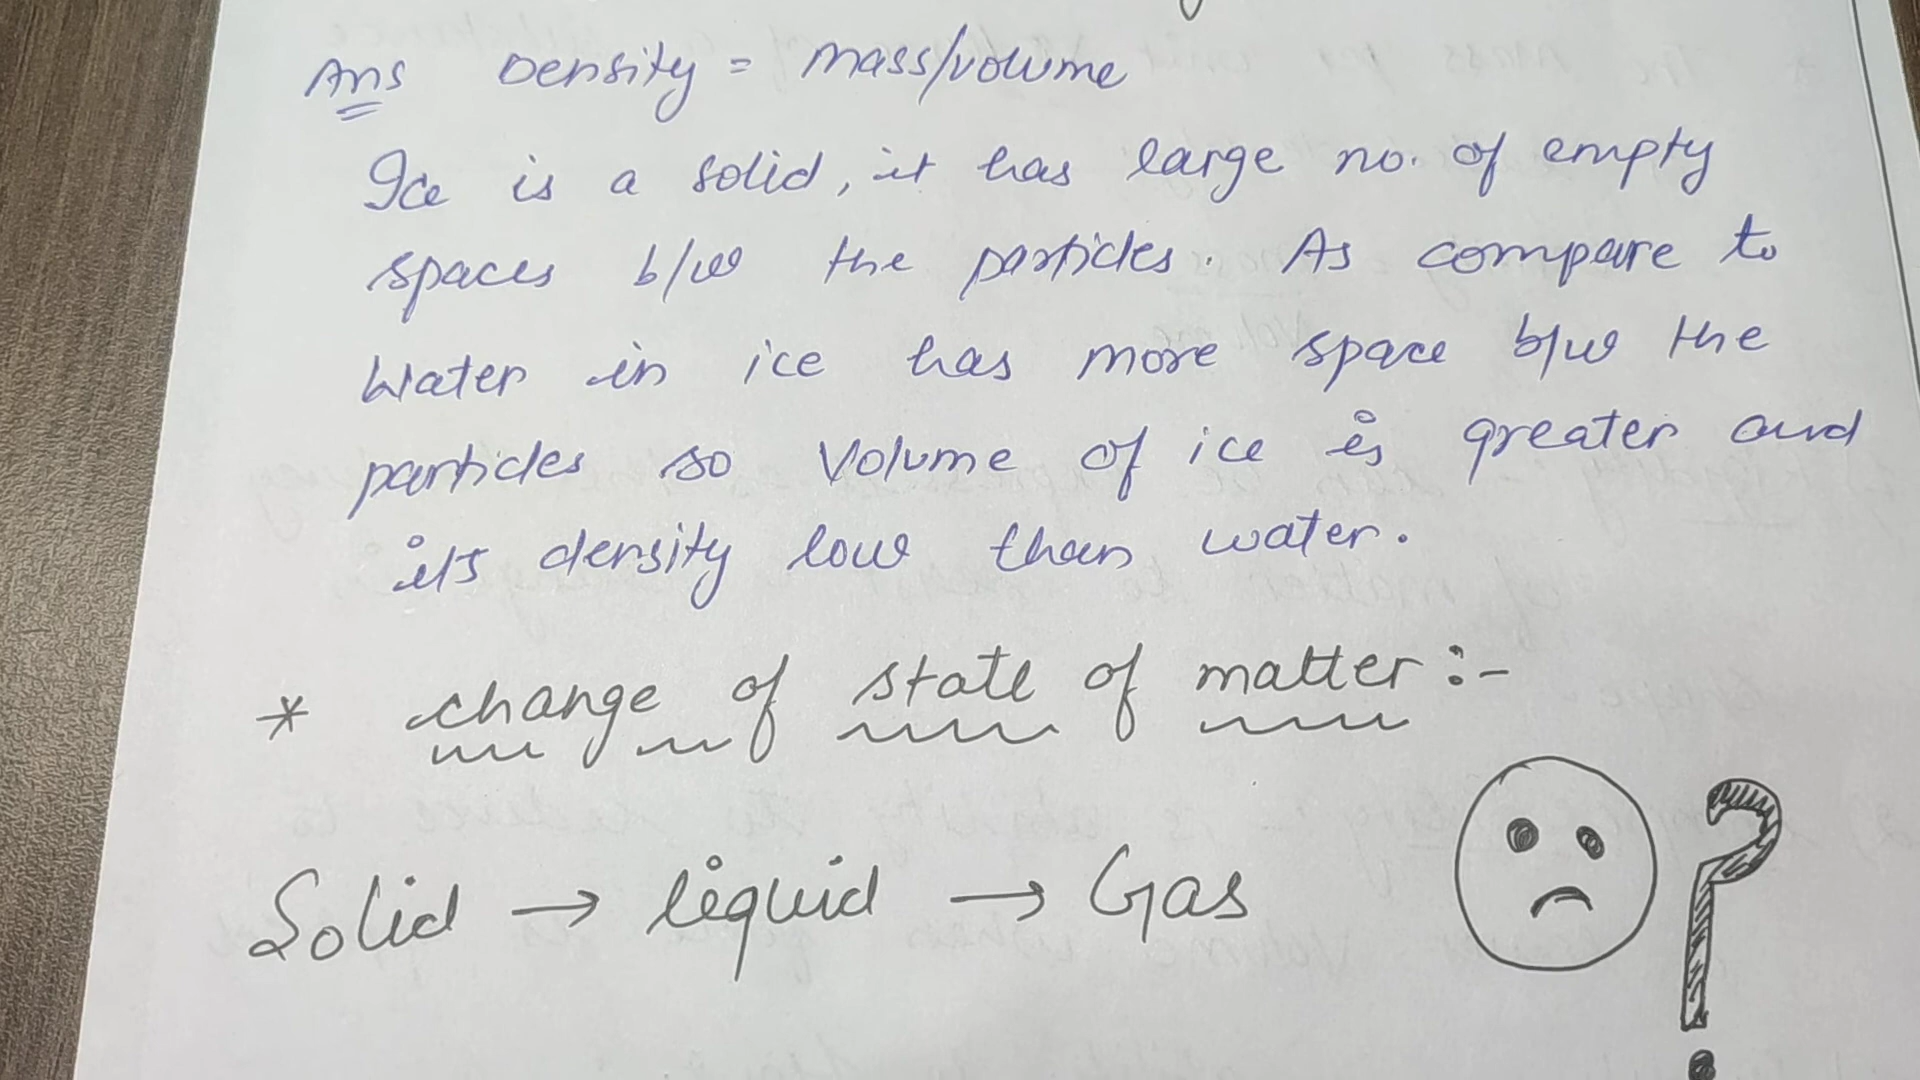 Ans Density = mass/volume
Ice is a solid, it has large no. of empty
spaces b/w the particles. As compare to
Water in ice has more space b/w the
particles so Volume of ice is greater and
its density low than water.
* change of state of matter :-
Solid → liquid → Gas
?